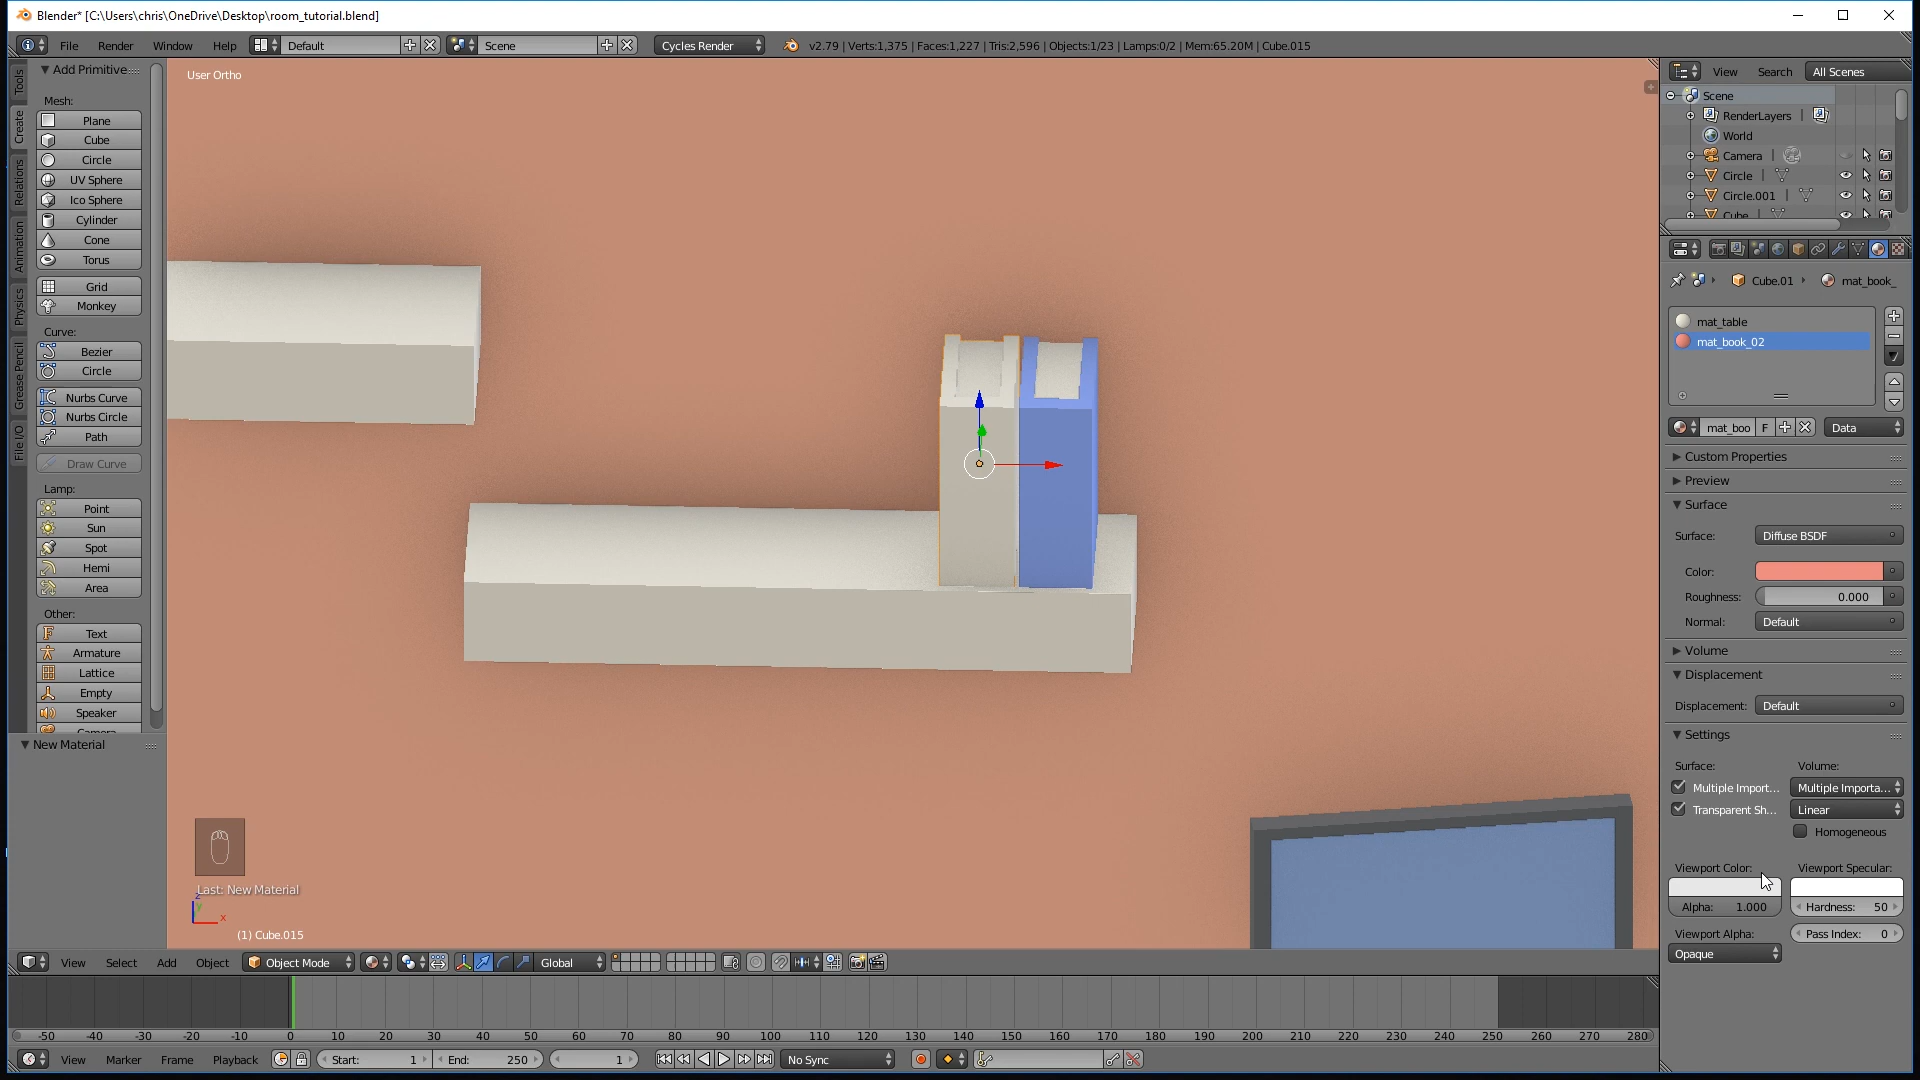 Blender* [C:\Users\chris\OneDrive\Desktop\room_tutorial.blend]
File Render Window Help Default Scene Cycles Render v2.79 | Verts:1,375 | Faces:1,227 | Tris:2,596 | Objects:1/23 | Lamps:0/2 | Mem:65.20M | Cube.015
Tools
Create
Relations
Animation
Physics
Grease Pencil
File I/O
Add Primitive
Mesh:
Plane
Cube
Circle
UV Sphere
Ico Sphere
Cylinder
Cone
Torus
Grid
Monkey
Curve:
Bezier
Circle
Nurbs Curve
Nurbs Circle
Path
Draw Curve
Lamp:
Point
Sun
Spot
Hemi
Area
Other:
Text
Armature
Lattice
Empty
Speaker
Camera
New Material
User Ortho
Last: New Material
z
y
x
(1) Cube.015
View Search All Scenes
Scene
RenderLayers |
World
Camera |
Circle |
Circle.001 |
Cube |
Cube.01 mat_book_
mat_table
mat_book_02
mat_boo F Data
Custom Properties
Preview
Surface
Surface: Diffuse BSDF
Color:
Roughness: 0.000
Normal: Default
Volume
Displacement
Displacement: Default
Settings
Surface: Volume:
Multiple Import... Multiple Importa...
Transparent Sh... Linear
Homogeneous
Viewport Color: Viewport Specular:
Alpha: 1.000 Hardness: 50
Viewport Alpha: Pass Index: 0
Opaque
View Select Add Object Object Mode Global
-50 -40 -30 -20 -10 0 10 20 30 40 50 60 70 80 90 100 110 120 130 140 150 160 170 180 190 200 210 220 230 240 250 260 270 280
View Marker Frame Playback Start: 1 End: 250 1 No Sync